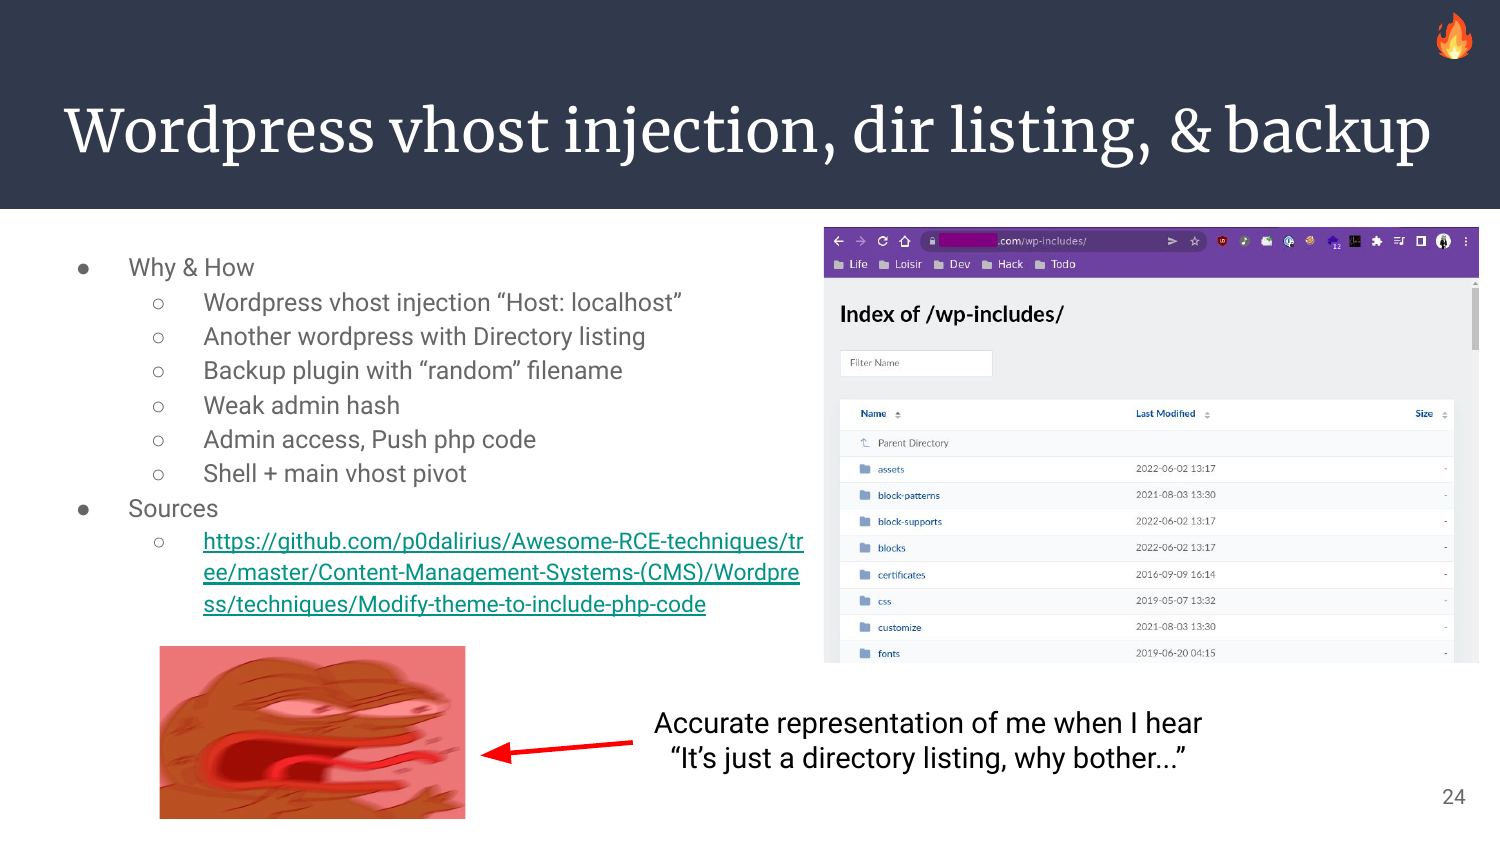 Wordpress vhost injection, dir listing, & backup
● Why & How
○ Wordpress vhost injection “Host: localhost”
○ Another wordpress with Directory listing
○ Backup plugin with “random” filename
○ Weak admin hash
○ Admin access, Push php code
○ Shell + main vhost pivot
● Sources
○ https://github.com/p0dalirius/Awesome-RCE-techniques/tr
ee/master/Content-Management-Systems-(CMS)/Wordpre
ss/techniques/Modify-theme-to-include-php-code
.com/wp-includes/
12
Life Loisir Dev Hack Todo
Index of /wp-includes/
Filter Name
Name Last Modified Size
Parent Directory
assets 2022-06-02 13:17 -
block-patterns 2021-08-03 13:30 -
block-supports 2022-06-02 13:17 -
blocks 2022-06-02 13:17 -
certificates 2016-09-09 16:14 -
css 2019-05-07 13:32 -
customize 2021-08-03 13:30 -
fonts 2019-06-20 04:15 -
Accurate representation of me when I hear
“It’s just a directory listing, why bother...”
24